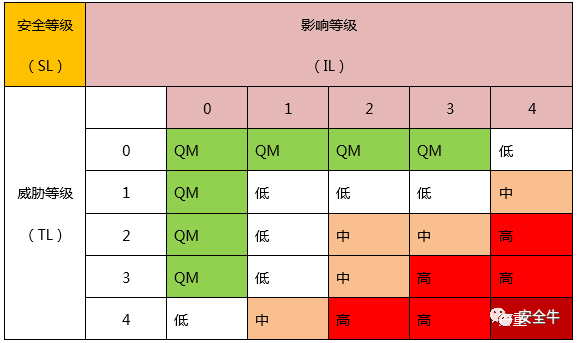 安全等级
（SL）
影响等级
（IL）
0 1 2 3 4
威胁等级
（TL）
0 QM QM QM QM 低
1 QM 低 低 低 中
2 QM 低 中 中 高
3 QM 低 中 高 高
4 低 中 高 高 重
安全牛